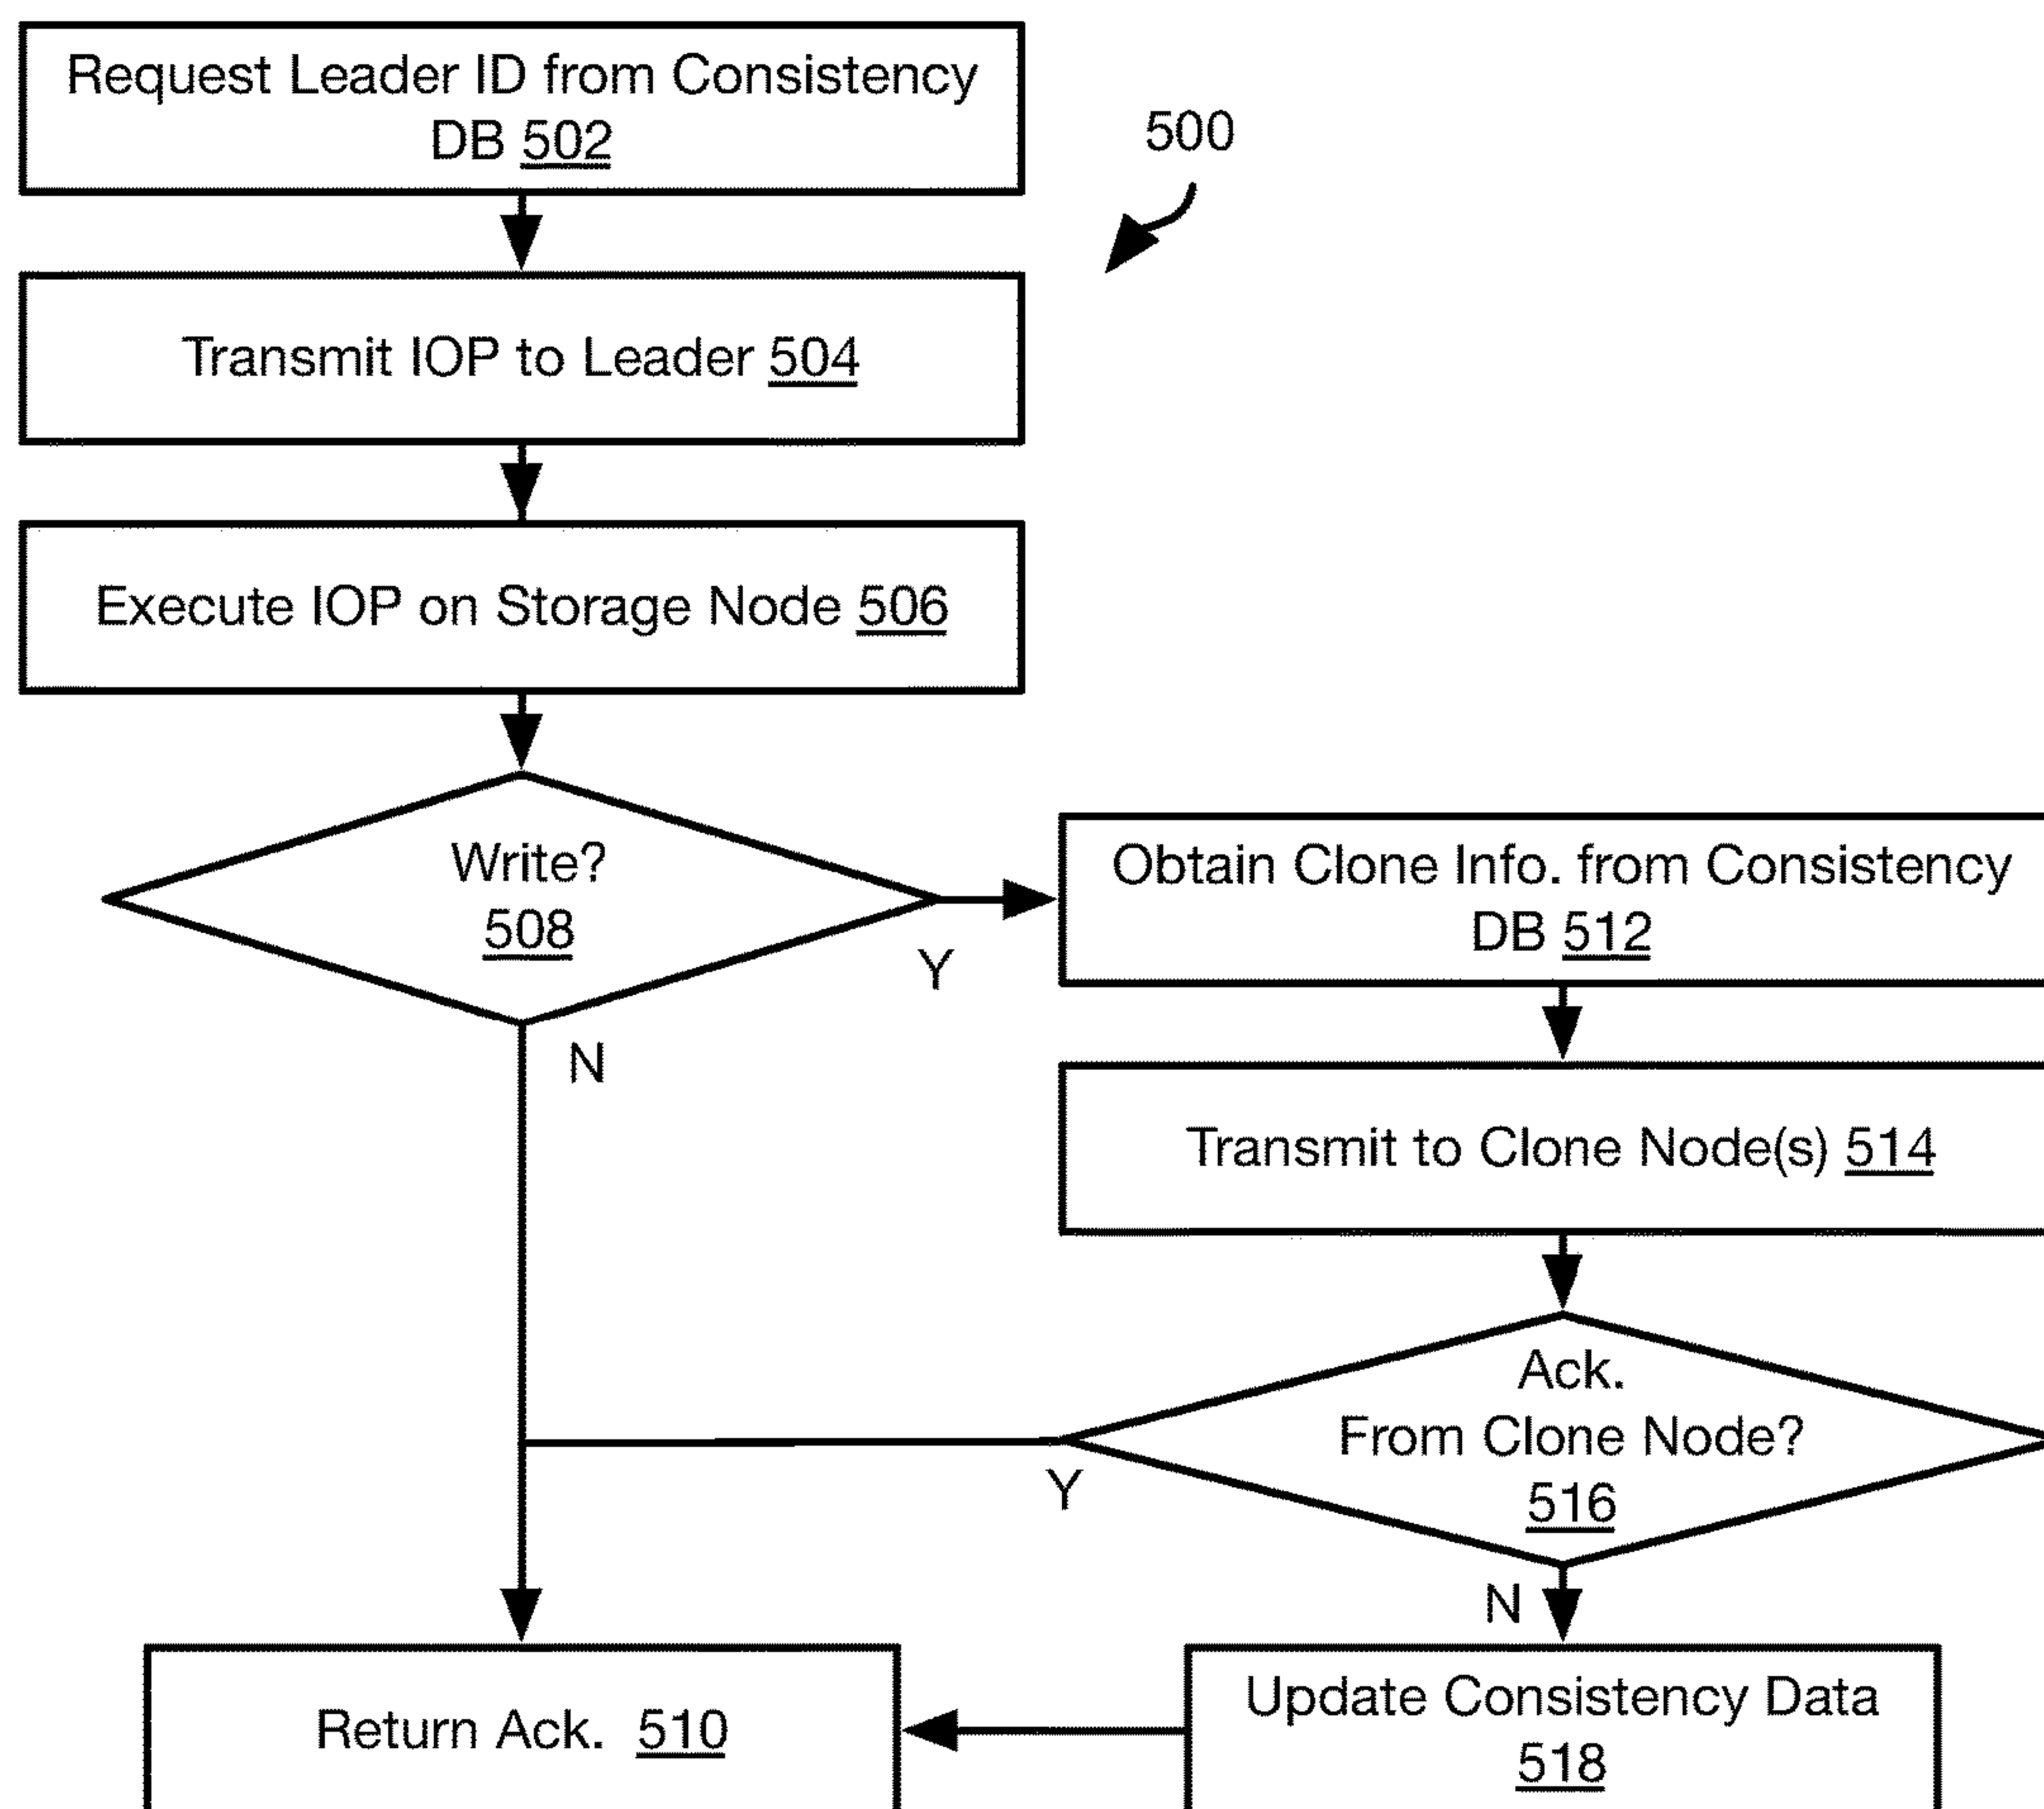 Request Leader ID from Consistency
DB 502
500
Transmit IOP to Leader 504
Execute IOP on Storage Node 506
Write?
508
Y
N
Obtain Clone Info. from Consistency
DB 512
Transmit to Clone Node(s) 514
Ack.
From Clone Node?
516
Y
N
Return Ack. 510
Update Consistency Data
518